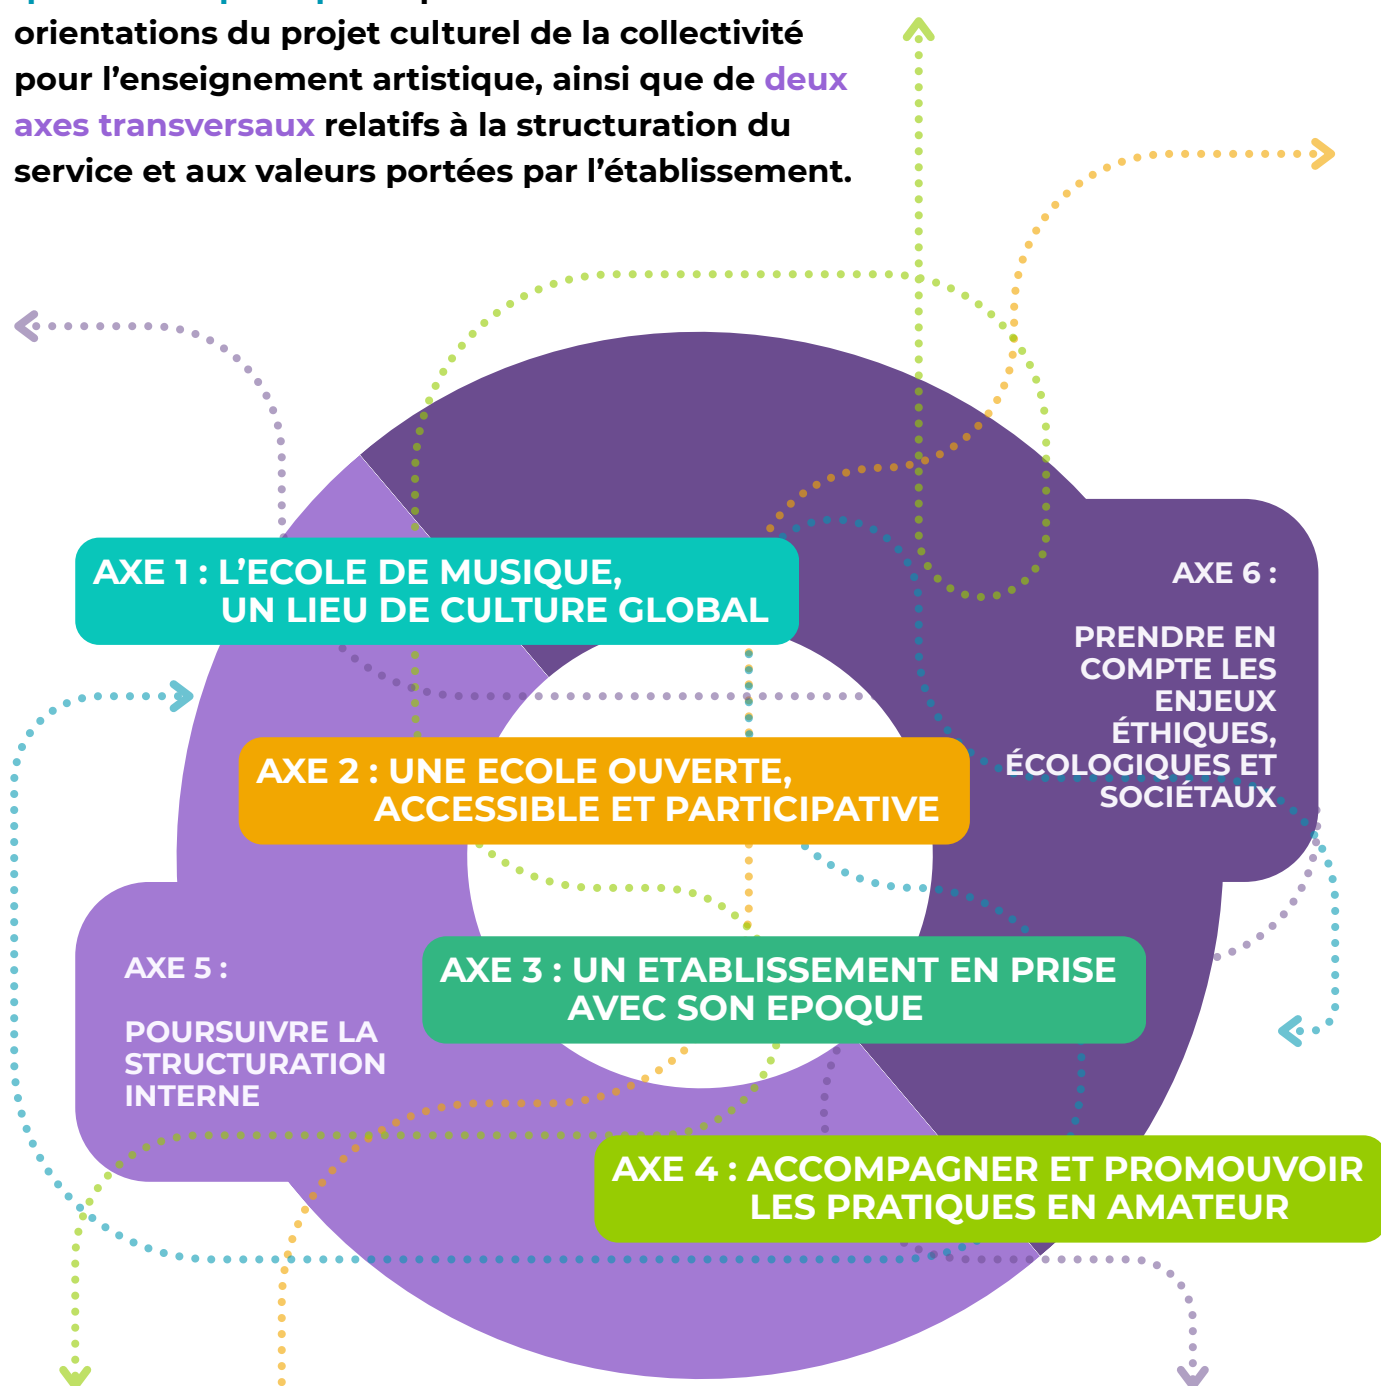 orientations du projet culturel de la collectivité
pour l’enseignement artistique, ainsi que de deux
axes transversaux relatifs à la structuration du
service et aux valeurs portées par l’établissement.
AXE 1 : L’ECOLE DE MUSIQUE,
UN LIEU DE CULTURE GLOBAL
AXE 6 :
PRENDRE EN
COMPTE LES
ENJEUX
ÉTHIQUES,
ÉCOLOGIQUES ET
SOCIÉTAUX
AXE 2 : UNE ECOLE OUVERTE,
ACCESSIBLE ET PARTICIPATIVE
AXE 3 : UN ETABLISSEMENT EN PRISE
AVEC SON EPOQUE
AXE 5 :
POURSUIVRE LA
STRUCTURATION
INTERNE
AXE 4 : ACCOMPAGNER ET PROMOUVOIR
LES PRATIQUES EN AMATEUR